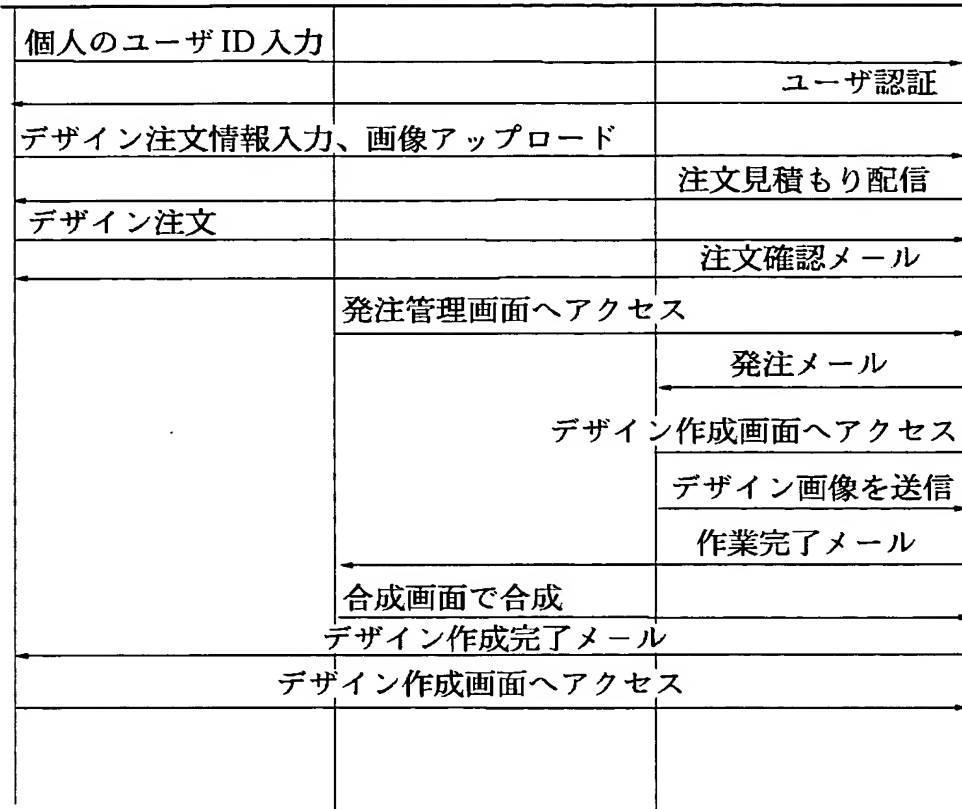 個人のユーザID入力
ユーザ認証
デザイン注文情報入力、画像アップロード
注文見積もり配信
デザイン注文
注文確認メール
発注管理画面へアクセス
発注メール
デザイン作成画面へアクセス
デザイン画像を送信
作業完了メール
合成画面で合成
デザイン作成完了メール
デザイン作成画面へアクセス